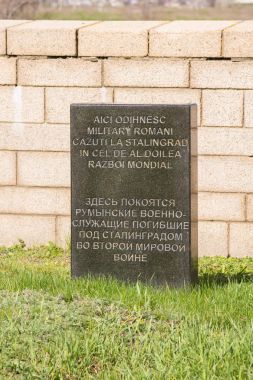 AICI ODIHNESC
MILITARY ROMANI
CAZUTI LA STALINGRAD
IN CEL DE AL DOILEA
RAZBOI MONDIAL
ЗДЕСЬ ПОКОЯТСЯ
РУМЫНСКИЕ ВОЕННО-
СЛУЖАЩИЕ ПОГИБШИЕ
ПОД СТАЛИНГРАДОМ
ВО ВТОРОЙ МИРОВОЙ
ВОЙНЕ